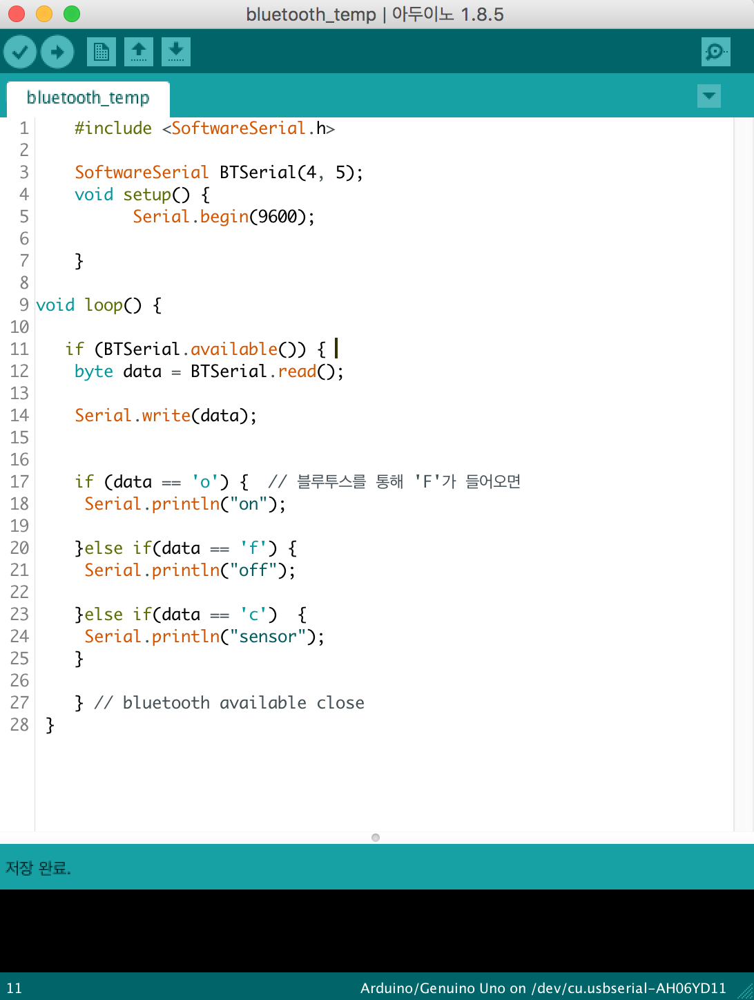 bluetooth_temp | 아두이노 1.8.5
bluetooth_temp
1 #include <SoftwareSerial.h>
2
3 SoftwareSerial BTSerial(4, 5);
4 void setup() {
5 Serial.begin(9600);
6
7 }
8
9 void loop() {
10
11 if (BTSerial.available()) {
12 byte data = BTSerial.read();
13
14 Serial.write(data);
15
16
17 if (data == 'o') { // 블루투스를 통해 'F'가 들어오면
18 Serial.println("on");
19
20 }else if(data == 'f') {
21 Serial.println("off");
22
23 }else if(data == 'c') {
24 Serial.println("sensor");
25 }
26
27 } // bluetooth available close
28 }
저장 완료.
11 Arduino/Genuino Uno on /dev/cu.usbserial-AH06YD11